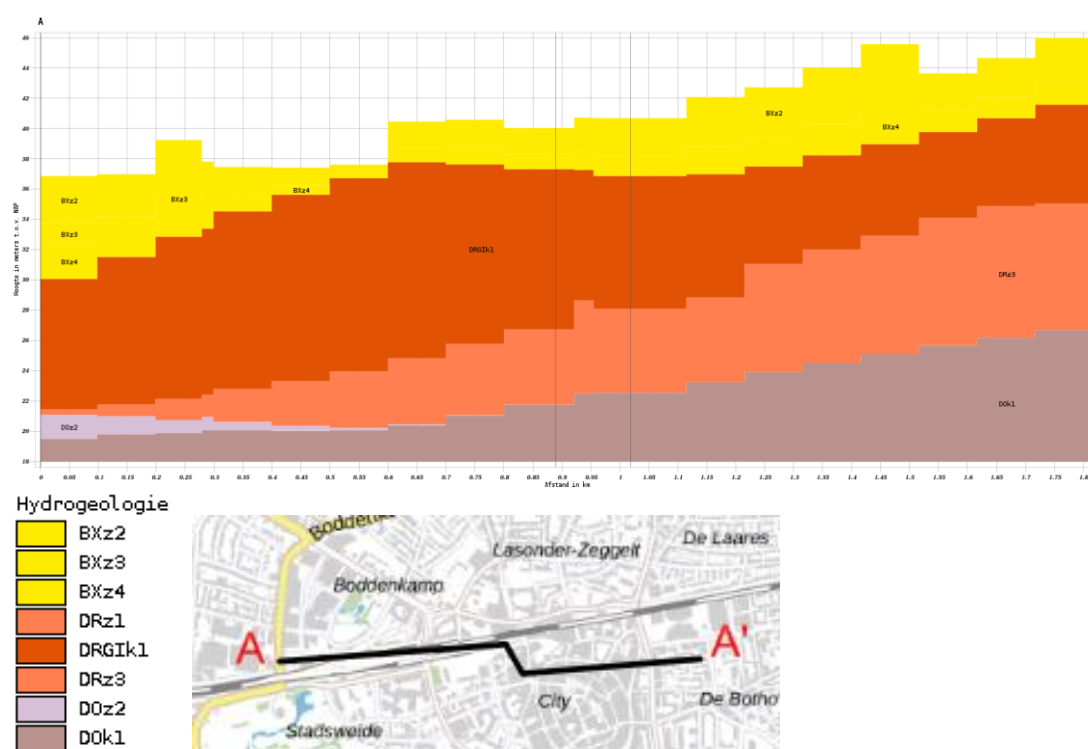 A
46
44
42
40
38
36
34
32
30
28
26
24
22
20
18
Hoogte in meters t.o.v. NAP
BXz2
BXz3
BXz4
BXz3
BXz4
BXz2
BXz4
DRGIk1
DRz3
DOz2
DOk1
0 0.05 0.1 0.15 0.2 0.25 0.3 0.35 0.4 0.45 0.5 0.55 0.6 0.65 0.7 0.75 0.8 0.85 0.9 0.95 1 1.05 1.1 1.15 1.2 1.25 1.3 1.35 1.4 1.45 1.5 1.55 1.6 1.65 1.7 1.75 1.8
Afstand in km
Hydrogeologie
BXz2
BXz3
BXz4
DRz1
DRGIk1
DRz3
DOz2
DOk1
Lasonder-Zeggelt
De Laares
Boddenkamp
A
A'
City
De Botho
Stadsweide